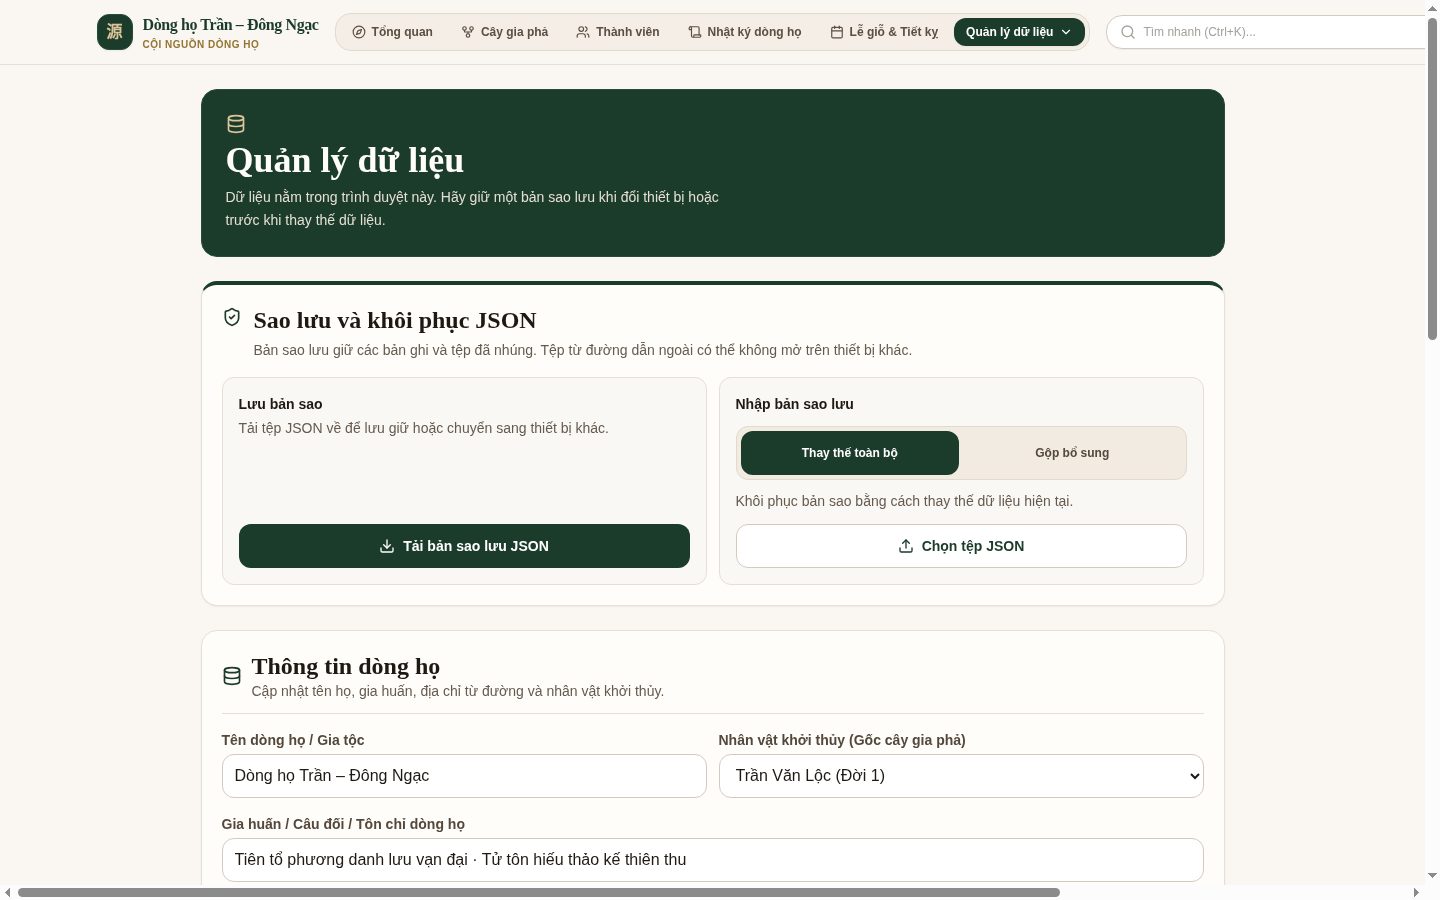 源
Dòng họ Trần – Đông Ngạc
CỘI NGUỒN DÒNG HỌ
Tổng quan
Cây gia phả
Thành viên
Nhật ký dòng họ
Lễ giỗ & Tiết kỵ
Quản lý dữ liệu
Tìm nhanh (Ctrl+K)...
Quản lý dữ liệu
Dữ liệu nằm trong trình duyệt này. Hãy giữ một bản sao lưu khi đổi thiết bị hoặc
trước khi thay thế dữ liệu.
Sao lưu và khôi phục JSON
Bản sao lưu giữ các bản ghi và tệp đã nhúng. Tệp từ đường dẫn ngoài có thể không mở trên thiết bị khác.
Lưu bản sao
Tải tệp JSON về để lưu giữ hoặc chuyển sang thiết bị khác.
Tải bản sao lưu JSON
Nhập bản sao lưu
Thay thế toàn bộ
Gộp bổ sung
Khôi phục bản sao bằng cách thay thế dữ liệu hiện tại.
Chọn tệp JSON
Thông tin dòng họ
Cập nhật tên họ, gia huấn, địa chỉ từ đường và nhân vật khởi thủy.
Tên dòng họ / Gia tộc
Dòng họ Trần – Đông Ngạc
Nhân vật khởi thủy (Gốc cây gia phả)
Trần Văn Lộc (Đời 1)
Gia huấn / Câu đối / Tôn chỉ dòng họ
Tiên tổ phương danh lưu vạn đại · Tử tôn hiếu thảo kế thiên thu